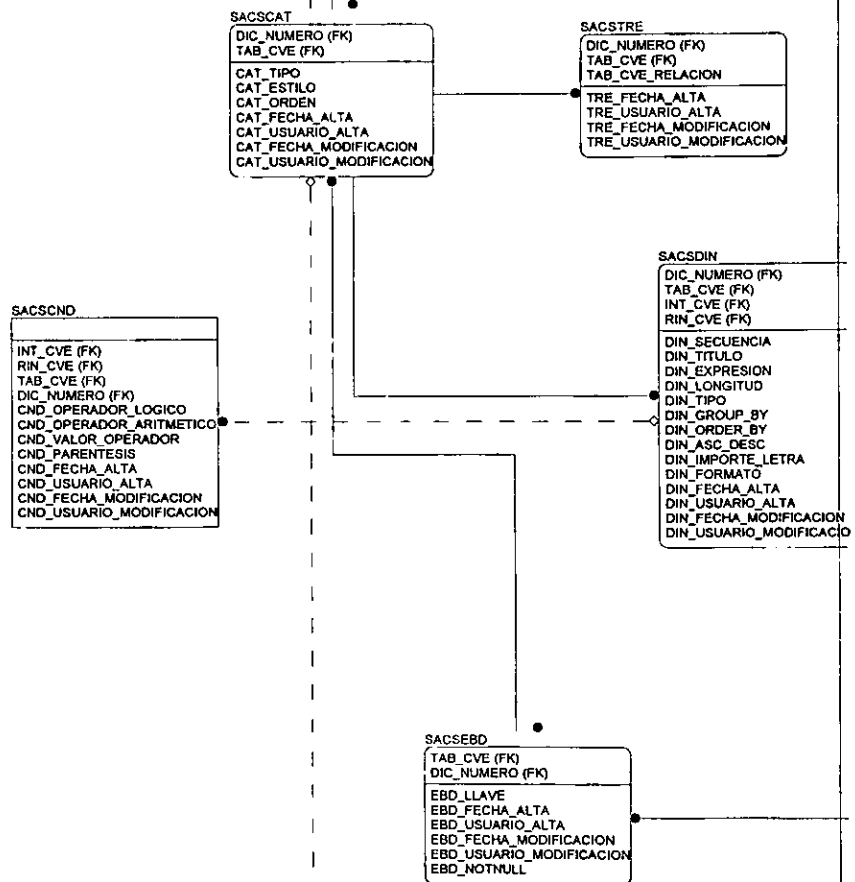 SACSCAT
DIC_NUMERO (FK)
TAB_CVE (FK)
CAT_TIPO
CAT_ESTILO
CAT_ORDEN
CAT_FECHA_ALTA
CAT_USUARIO_ALTA
CAT_FECHA_MODIFICACION
CAT_USUARIO_MODIFICACION
SACSTRE
DIC_NUMERO (FK)
TAB_CVE (FK)
TAB_CVE_RELACION
TRE_FECHA_ALTA
TRE_USUARIO_ALTA
TRE_FECHA_MODIFICACION
TRE_USUARIO_MODIFICACION
SACSCND
INT_CVE (FK)
RIN_CVE (FK)
TAB_CVE (FK)
DIC_NUMERO (FK)
CND_OPERADOR_LOGICO
CND_OPERADOR_ARITMETICO
CND_VALOR_OPERADOR
CND_PARENTESIS
CND_FECHA_ALTA
CND_USUARIO_ALTA
CND_FECHA_MODIFICACION
CND_USUARIO_MODIFICACION
SACSDIN
DIC_NUMERO (FK)
TAB_CVE (FK)
INT_CVE (FK)
RIN_CVE (FK)
DIN_SECUENCIA
DIN_TITULO
DIN_EXPRESION
DIN_LONGITUD
DIN_TIPO
DIN_GROUP_BY
DIN_ORDER_BY
DIN_ASC_DESC
DIN_IMPORTE_LETRA
DIN_FORMATO
DIN_FECHA_ALTA
DIN_USUARIO_ALTA
DIN_FECHA_MODIFICACION
DIN_USUARIO_MODIFICACIO
SACSEBD
TAB_CVE (FK)
DIC_NUMERO (FK)
EBD_LLAVE
EBD_FECHA_ALTA
EBD_USUARIO_ALTA
EBD_FECHA_MODIFICACION
EBD_USUARIO_MODIFICACION
EBD_NOTNULL